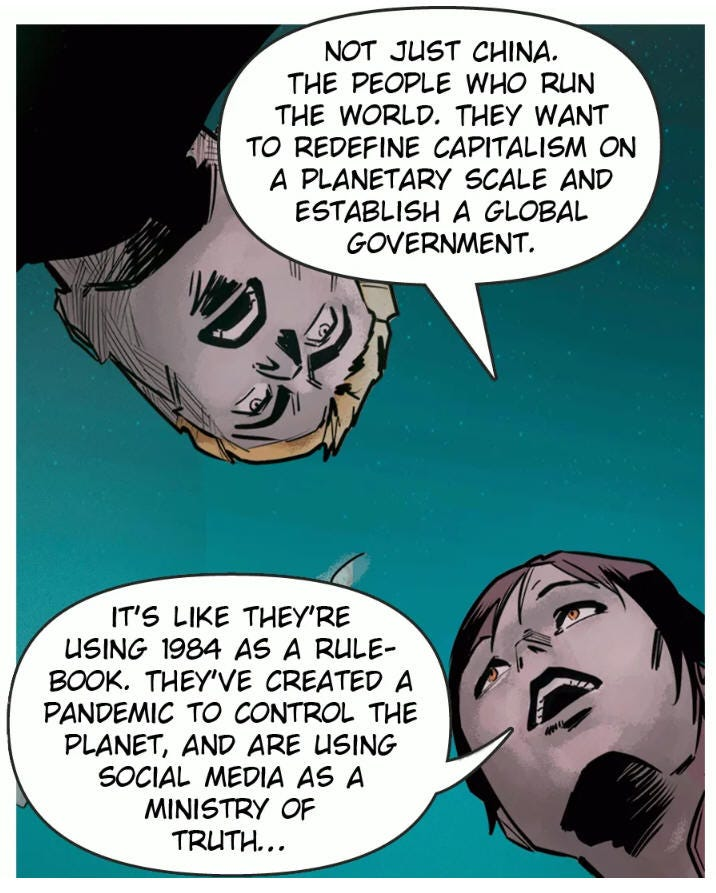 NOT JUST CHINA.
THE PEOPLE WHO RUN
THE WORLD. THEY WANT
TO REDEFINE CAPITALISM ON
A PLANETARY SCALE AND
ESTABLISH A GLOBAL
GOVERNMENT.
IT'S LIKE THEY'RE
USING 1984 AS A RULE-
BOOK. THEY'VE CREATED A
PANDEMIC TO CONTROL THE
PLANET, AND ARE USING
SOCIAL MEDIA AS A
MINISTRY OF
TRUTH...